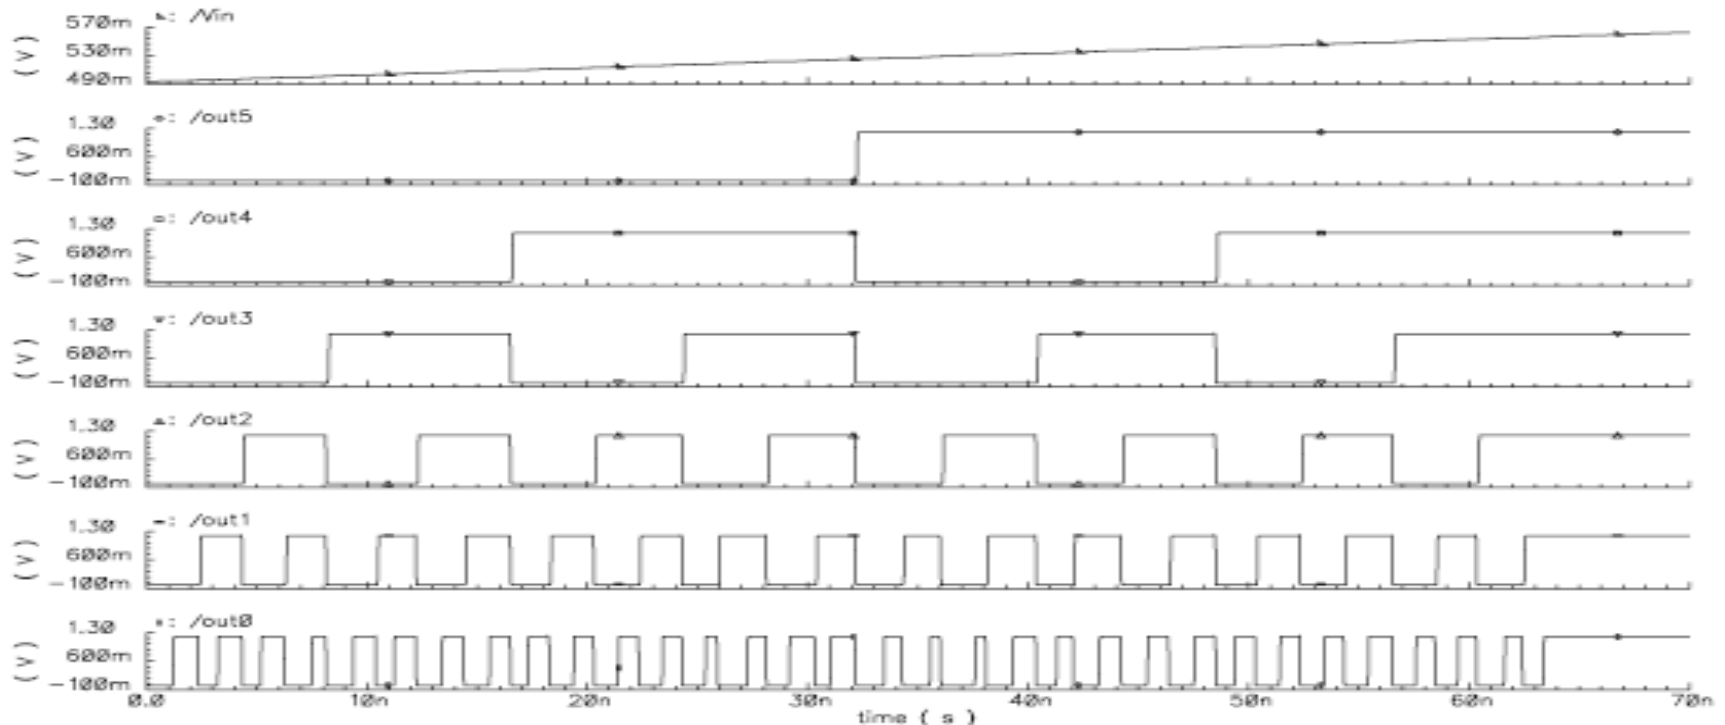 /Vin
570m
530m
490m
(V)
/out5
1.30
600m
-100m
(V)
/out4
1.30
600m
-100m
(V)
/out3
1.30
600m
-100m
(V)
/out2
1.30
600m
-100m
(V)
/out1
1.30
600m
-100m
(V)
/out0
1.30
600m
-100m
(V)
0.0 10n 20n 30n 40n 50n 60n 70n
time ( s )